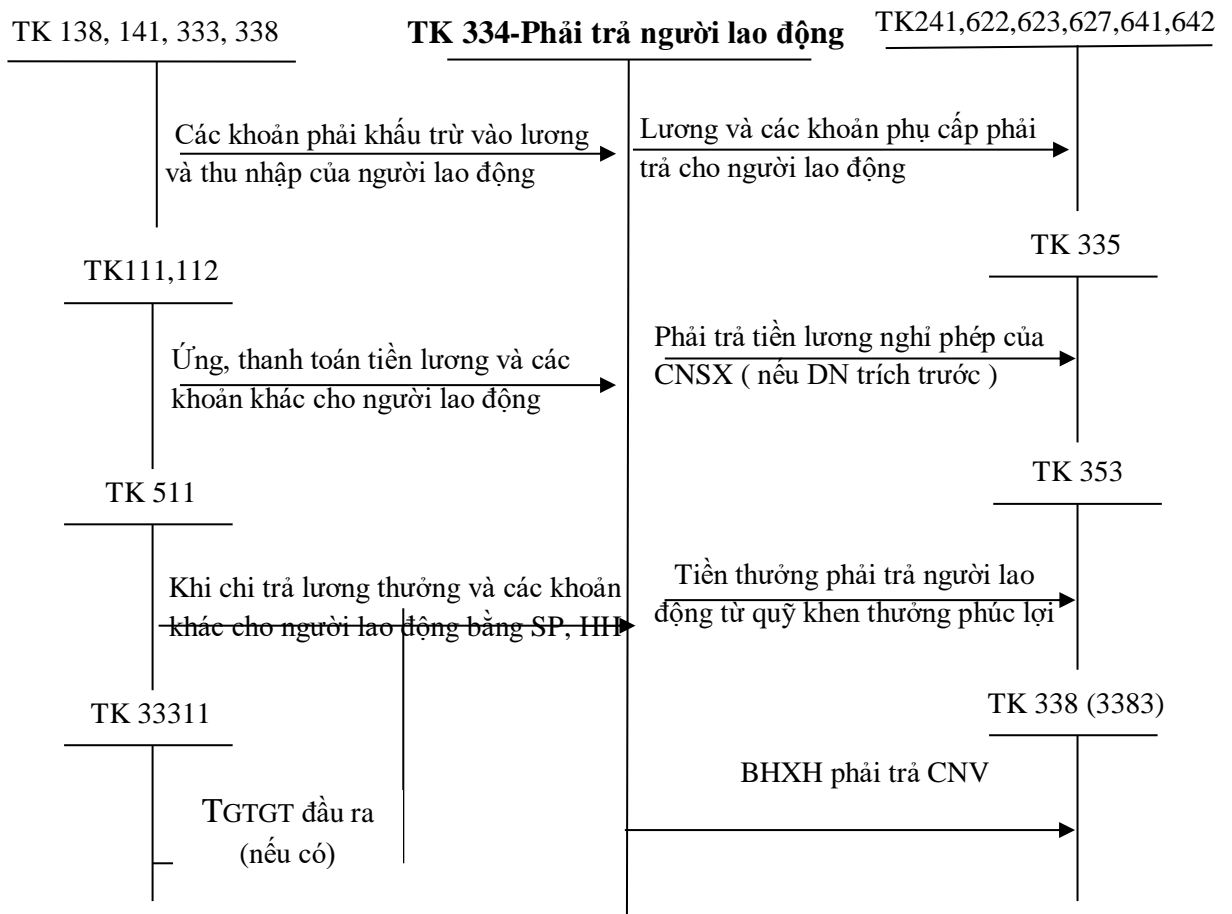 TK 138, 141, 333, 338
TK 334-Phải trả người lao động
TK241,622,623,627,641,642
Các khoản phải khấu trừ vào lương
và thu nhập của người lao động
Lương và các khoản phụ cấp phải
trả cho người lao động
TK111,112
TK 335
Ứng, thanh toán tiền lương và các
khoản khác cho người lao động
Phải trả tiền lương nghỉ phép của
CNSX ( nếu DN trích trước )
TK 511
TK 353
Khi chi trả lương thưởng và các khoản
khác cho người lao động bằng SP, HH
Tiền thưởng phải trả người lao
động từ quỹ khen thưởng phúc lợi
TK 33311
TK 338 (3383)
TGTGT đầu ra
(nếu có)
BHXH phải trả CNV